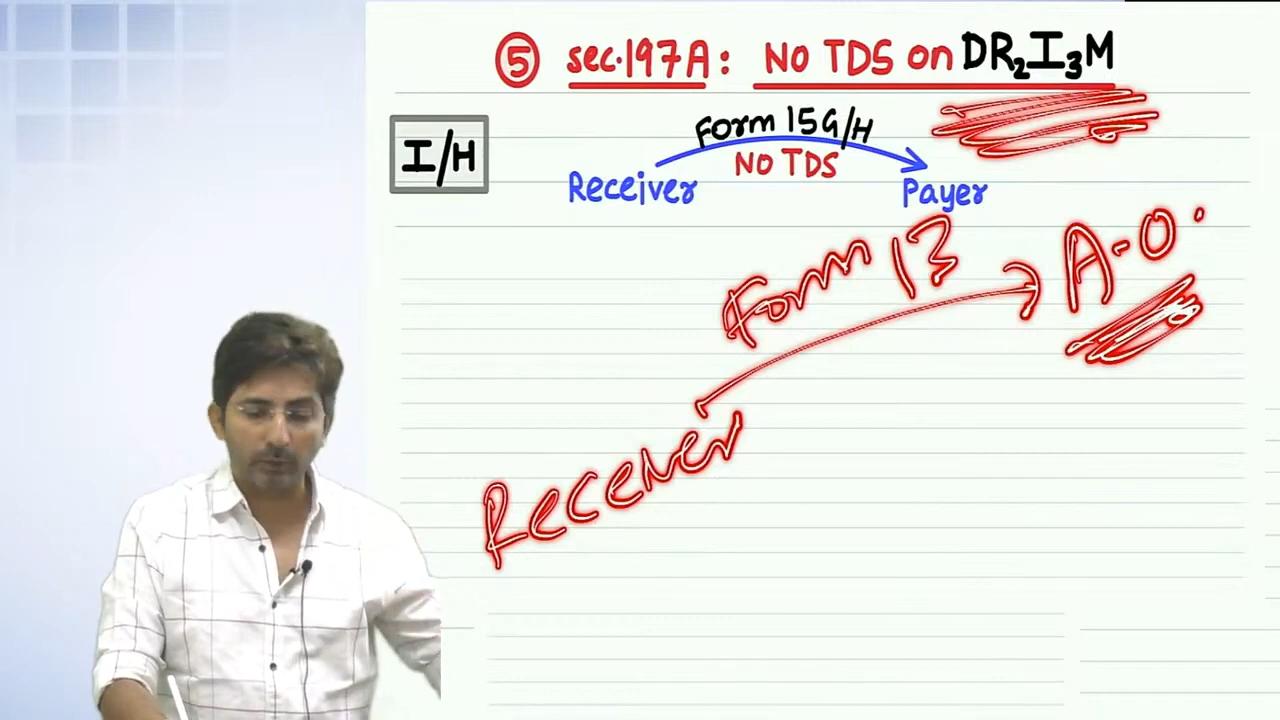 ⑤ sec.197A: NO TDS on DR₂I₃M
I/H
Form 15G/H
NO TDS
Receiver Payer
Form 13
A.O.
Receiver